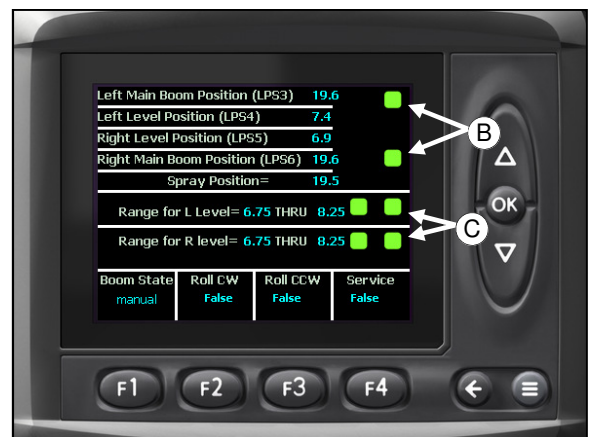 Left Main Boom Position (LPS3) 19.6
Left Level Position (LPS4) 7.4
Right Level Position (LPS5) 6.9
Right Main Boom Position (LPS6) 19.6
Spray Position= 19.5
Range for L Level= 6.75 THRU 8.25
Range for R level= 6.75 THRU 8.25
Boom State Roll CW Roll CCW Service
manual False False False
B
C
OK
F1 F2 F3 F4